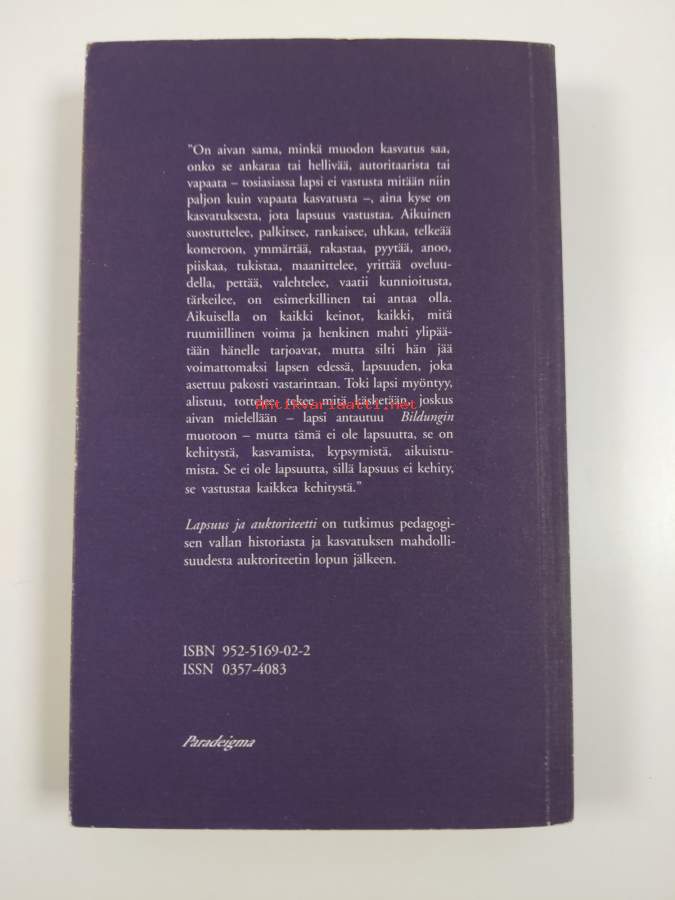 "On aivan sama, minkä muodon kasvatus saa,
onko se ankaraa tai hellivää, autoritaarista tai
vapaata – tosiasiassa lapsi ei vastusta mitään niin
paljon kuin vapaata kasvatusta –, aina kyse on
kasvatuksesta, jota lapsuus vastustaa. Aikuinen
suostuttelee, palkitsee, rankaisee, uhkaa, telkeää
komeroon, ymmärtää, rakastaa, pyytää, anoo,
piiskaa, tukistaa, maanittelee, yrittää oveluu-
della, pettää, valehtelee, vaatii kunnioitusta,
tärkeilee, on esimerkillinen tai antaa olla.
Aikuisella on kaikki keinot, kaikki, mitä
ruumiillinen voima ja henkinen mahti ylipää-
tään hänelle tarjoavat, mutta silti hän jää
voimattomaksi lapsen edessä, lapsuuden, joka
asettuu pakosti vastarintaan. Toki lapsi myöntyy,
alistuu, tottelee, tekee mitä käsketään, joskus
Antikvariaatti.net
aivan mielellään – lapsi antautuu Bildungin
muotoon – mutta tämä ei ole lapsuutta, se on
kehitystä, kasvamista, kypsymistä, aikuistu-
mista. Se ei ole lapsuutta, sillä lapsuus ei kehity,
se vastustaa kaikkea kehitystä."
Lapsuus ja auktoriteetti on tutkimus pedagogi-
sen vallan historiasta ja kasvatuksen mahdolli-
suudesta auktoriteetin lopun jälkeen.
ISBN 952-5169-02-2
ISSN 0357-4083
Paradeigma